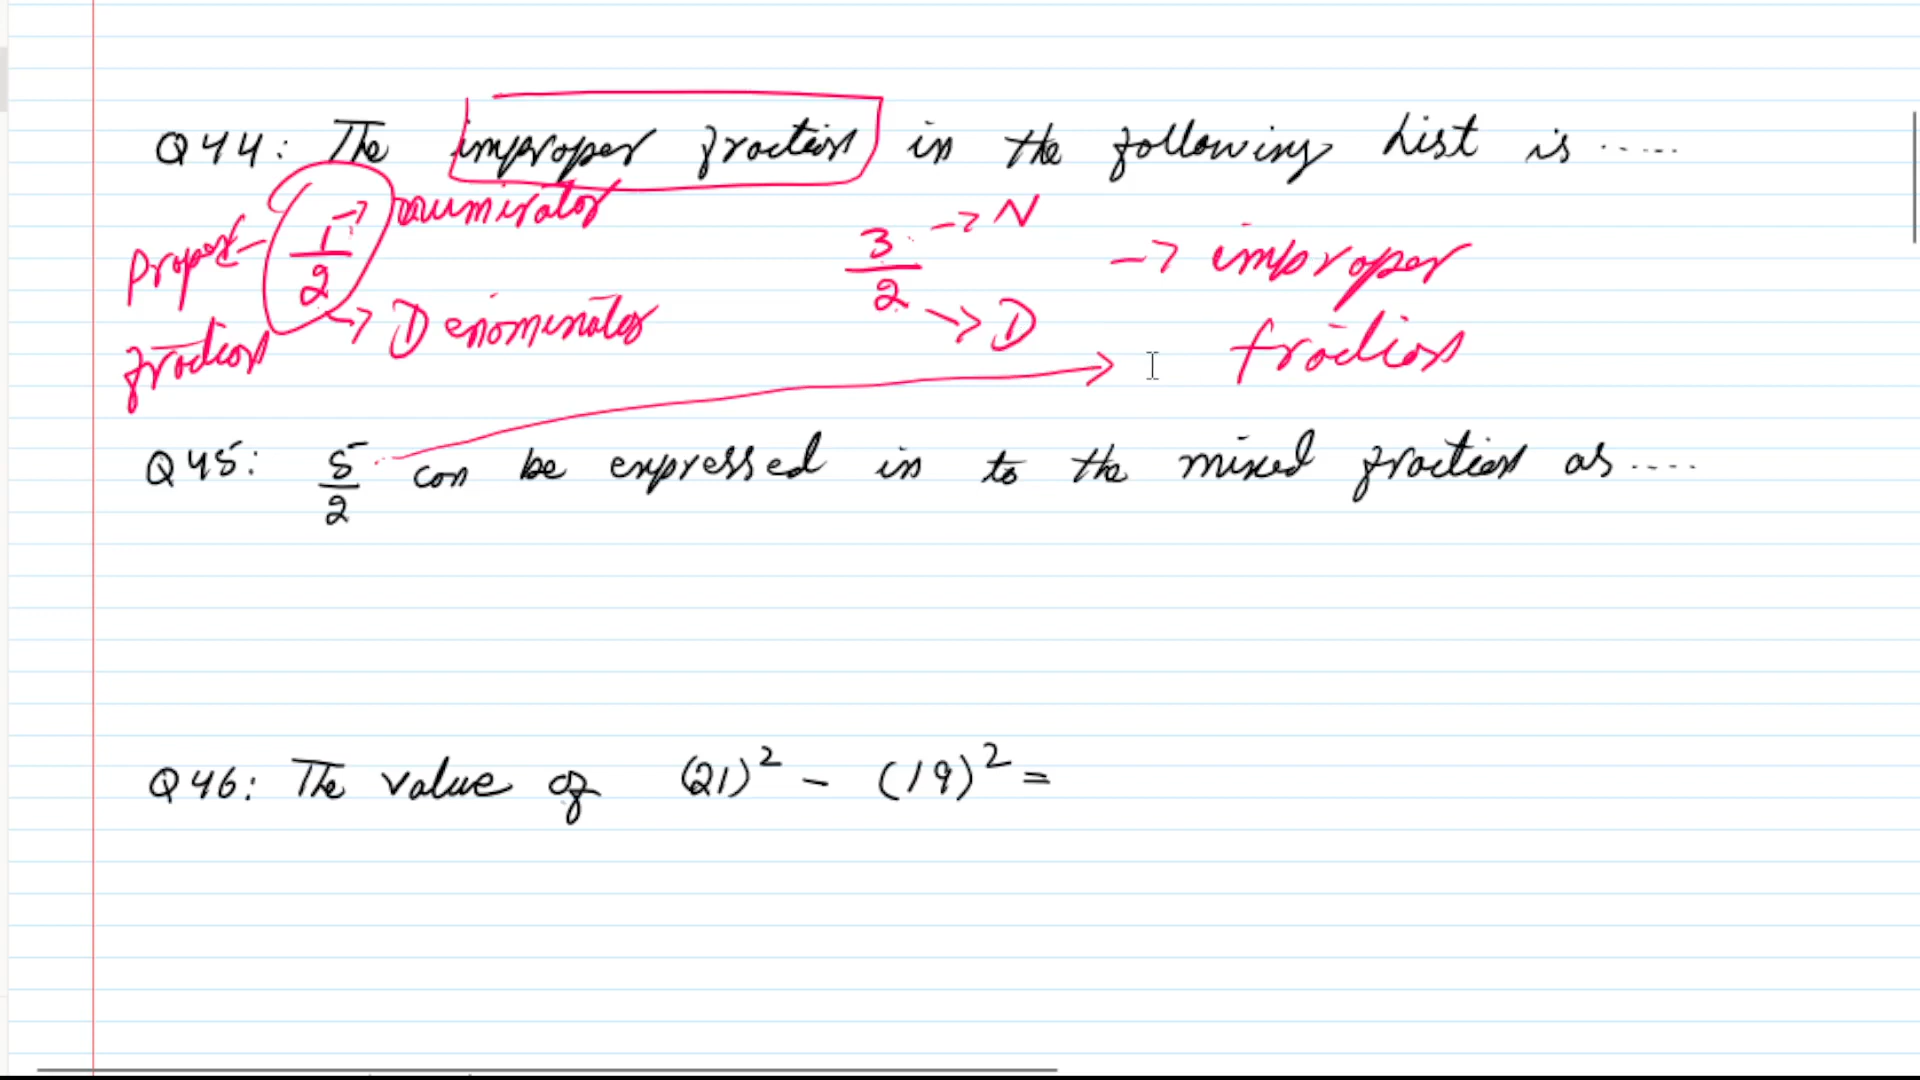 Q44: The improper fraction in the following List is .....
Proper fraction
1/2
→ numinator
→ Denominator
3/2 → N
→ D
→ improper
fraction
Q45: 5/2 can be expressed in to the mixed fraction as ....
Q46: The value of (21)² - (19)² =